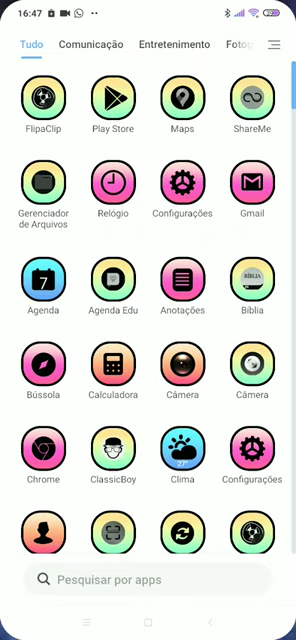 16:47
Tudo Comunicação Entretenimento Fotog
FlipaClip Play Store Maps ShareMe
Gerenciador de Arquivos Relógio Configurações Gmail
7
BÍBLIA
Agenda Agenda Edu Anotações Bíblia
Bússola Calculadora Câmera Câmera
27°
Chrome ClassicBoy Clima Configurações
Pesquisar por apps